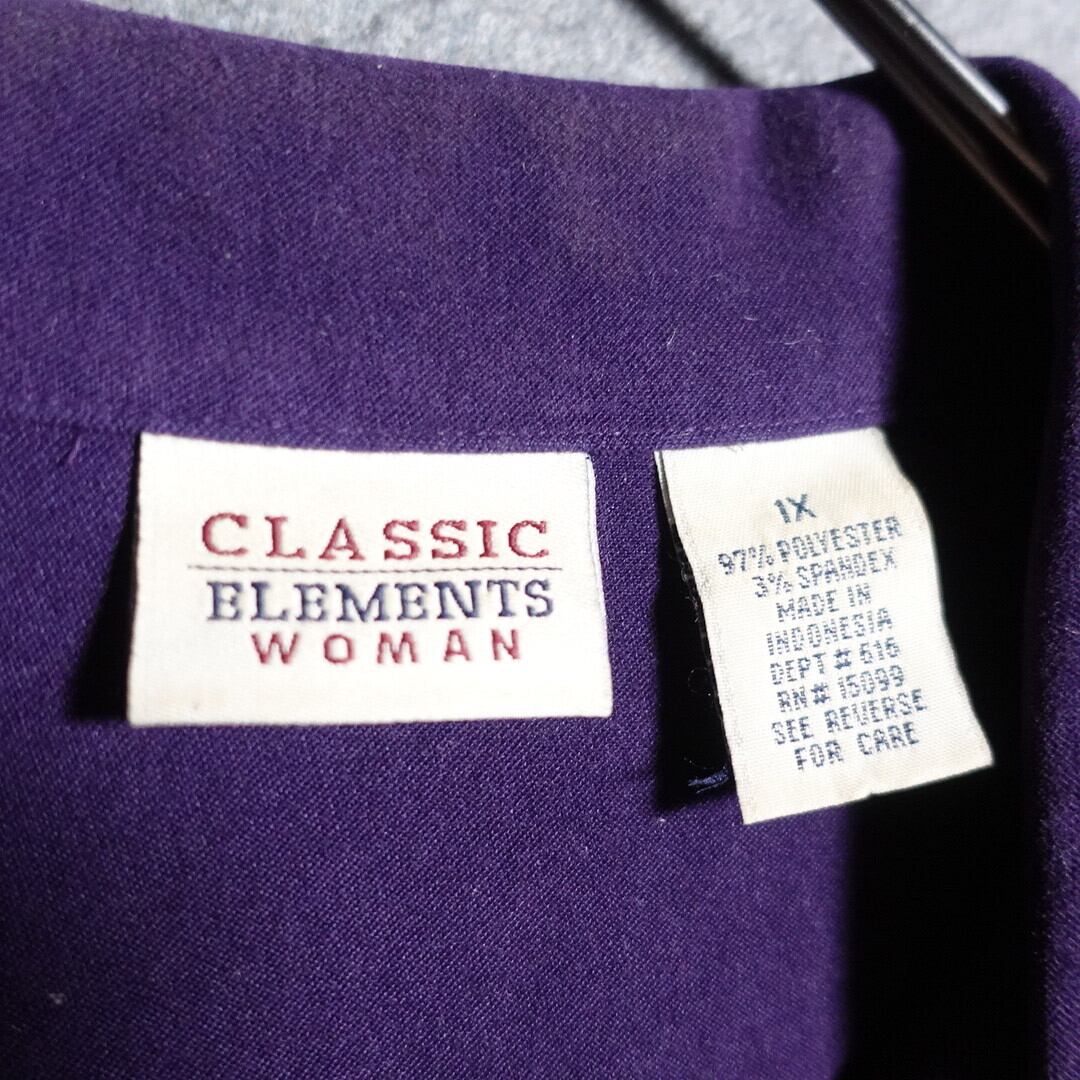 CLASSIC
ELEMENTS
WOMAN
1X
97% POLYESTER
3% SPANDEX
MADE IN
INDONESIA
DEPT # 616
RN# 15099
SEE REVERSE
FOR CARE